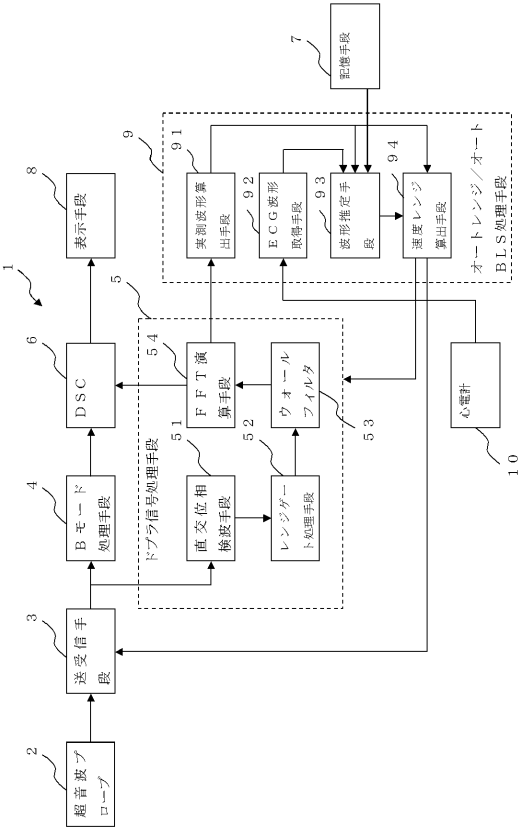 1
2
超音波プ
ローブ
3
送受信手
段
4
Bモード
処理手段
6
DSC
8
表示手段
5
ドプラ信号処理手段
51
直交位相
検波手段
52
レンジゲー
ト処理手段
53
ウォール
フィルタ
54
FFT演
算手段
9
91
実測波形算
出手段
92
ECG波形
取得手段
93
波形推定手
段
94
速度レンジ
算出手段
オートレンジ/オート
BLS処理手段
7
記憶手段
心電計
10